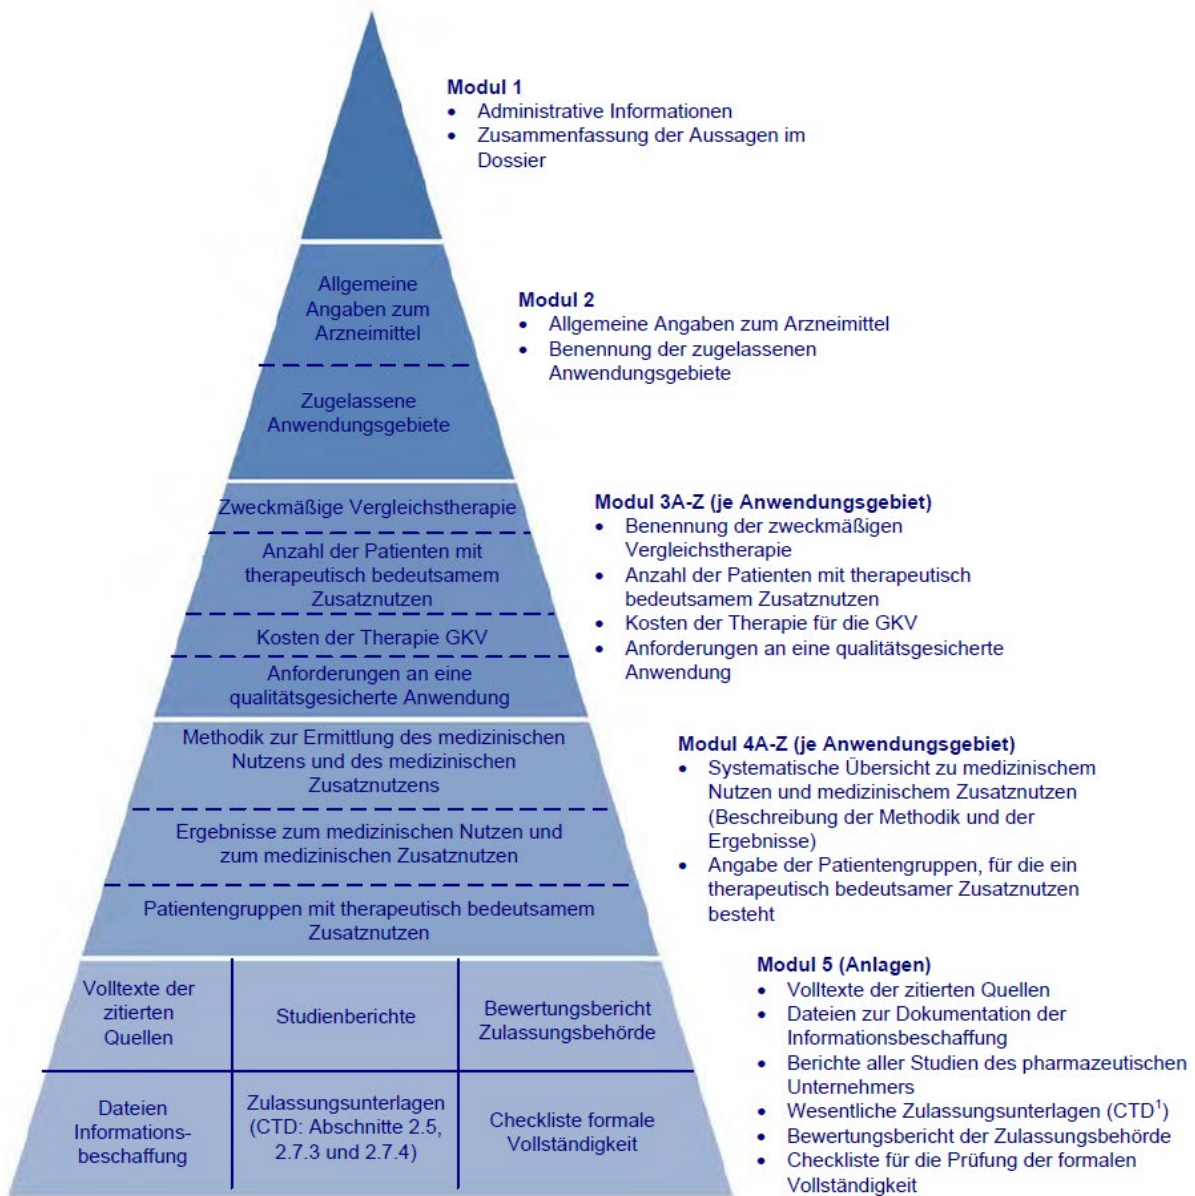 Modul 1
• Administrative Informationen
• Zusammenfassung der Aussagen im
Dossier
Allgemeine
Angaben zum
Arzneimittel
Zugelassene
Anwendungsgebiete
Modul 2
• Allgemeine Angaben zum Arzneimittel
• Benennung der zugelassenen
Anwendungsgebiete
Zweckmäßige Vergleichstherapie
Anzahl der Patienten mit
therapeutisch bedeutsamem
Zusatznutzen
Kosten der Therapie GKV
Anforderungen an eine
qualitätsgesicherte Anwendung
Modul 3A-Z (je Anwendungsgebiet)
• Benennung der zweckmäßigen
Vergleichstherapie
• Anzahl der Patienten mit therapeutisch
bedeutsamem Zusatznutzen
• Kosten der Therapie für die GKV
• Anforderungen an eine qualitätsgesicherte
Anwendung
Methodik zur Ermittlung des medizinischen
Nutzens und des medizinischen
Zusatznutzens
Ergebnisse zum medizinischen Nutzen und
zum medizinischen Zusatznutzen
Patientengruppen mit therapeutisch bedeutsamem
Zusatznutzen
Modul 4A-Z (je Anwendungsgebiet)
• Systematische Übersicht zu medizinischem
Nutzen und medizinischem Zusatznutzen
(Beschreibung der Methodik und der
Ergebnisse)
• Angabe der Patientengruppen, für die ein
therapeutisch bedeutsamer Zusatznutzen
besteht
Volltexte der
zitierten
Quellen
Studienberichte
Bewertungsbericht
Zulassungsbehörde
Dateien
Informations-
beschaffung
Zulassungsunterlagen
(CTD: Abschnitte 2.5,
2.7.3 und 2.7.4)
Checkliste formale
Vollständigkeit
Modul 5 (Anlagen)
• Volltexte der zitierten Quellen
• Dateien zur Dokumentation der
Informationsbeschaffung
• Berichte aller Studien des pharmazeutischen
Unternehmers
• Wesentliche Zulassungsunterlagen (CTD¹)
• Bewertungsbericht der Zulassungsbehörde
• Checkliste für die Prüfung der formalen
Vollständigkeit